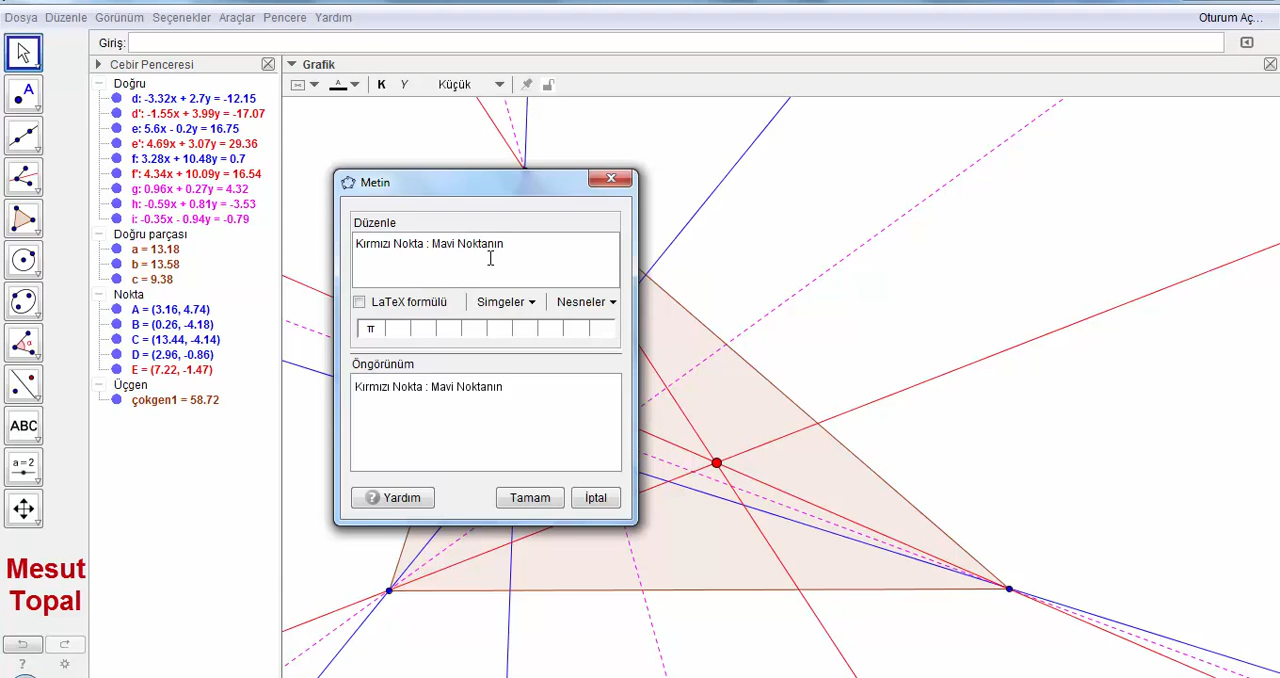 Dosya Düzenle Görünüm Seçenekler Araçlar Pencere Yardım
Oturum Aç...
Giriş:
Cebir Penceresi
Grafik
A K Y Küçük
Doğru
d: -3.32x + 2.7y = -12.15
d': -1.55x + 3.99y = -17.07
e: 5.6x - 0.2y = 16.75
e': 4.69x + 3.07y = 29.36
f: 3.28x + 10.48y = 0.7
f': 4.34x + 10.09y = 16.54
g: 0.96x + 0.27y = 4.32
h: -0.59x + 0.81y = -3.53
i: -0.35x - 0.94y = -0.79
Doğru parçası
a = 13.18
b = 13.58
c = 9.38
Nokta
A = (3.16, 4.74)
B = (0.26, -4.18)
C = (13.44, -4.14)
D = (2.96, -0.86)
E = (7.22, -1.47)
Üçgen
çokgen1 = 58.72
A
α
ABC
a=2
Mesut
Topal
?
Metin
Düzenle
Kırmızı Nokta : Mavi Noktanın
LaTeX formülü Simgeler Nesneler
π
Öngörünüm
Kırmızı Nokta : Mavi Noktanın
? Yardım Tamam İptal